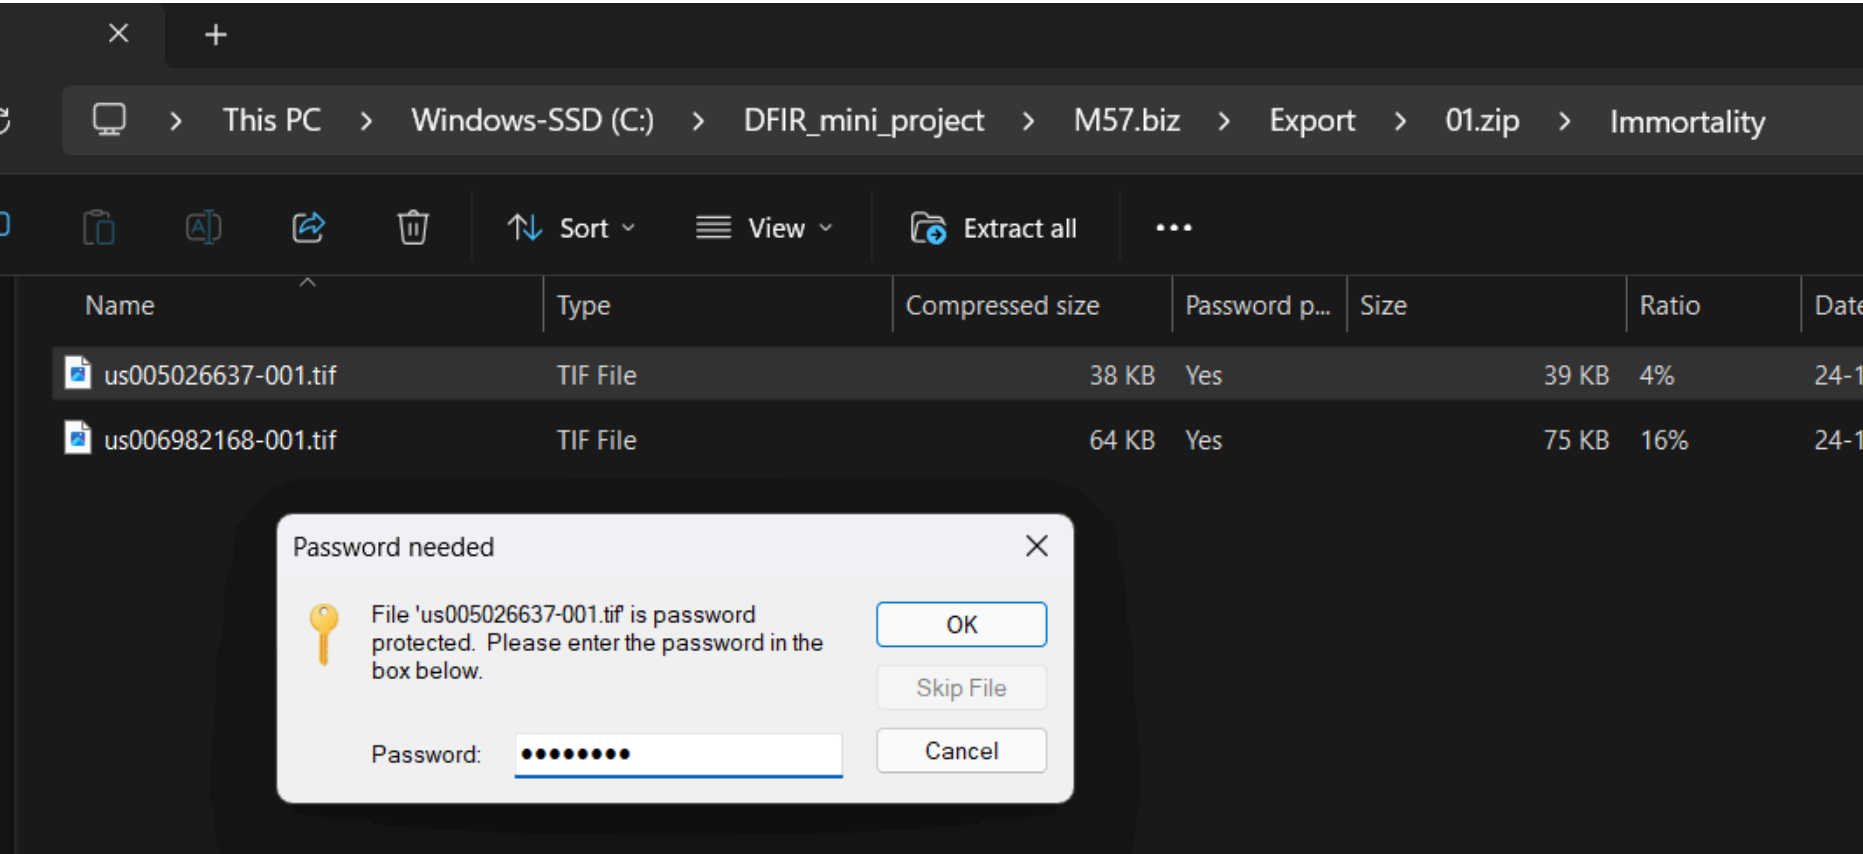 This PC > Windows-SSD (C:) > DFIR_mini_project > M57.biz > Export > 01.zip > Immortality
Sort View Extract all
Name Type Compressed size Password p... Size Ratio Date
us005026637-001.tif TIF File 38 KB Yes 39 KB 4% 24-1
us006982168-001.tif TIF File 64 KB Yes 75 KB 16% 24-1
Password needed
File 'us005026637-001.tif' is password
protected. Please enter the password in the
box below.
OK
Skip File
Password: ●●●●●●●●
Cancel